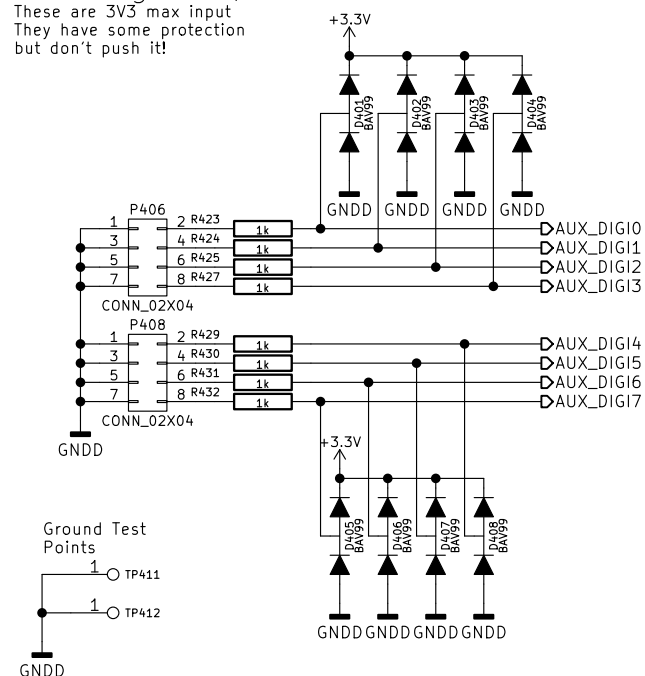 These are 3V3 max input
They have some protection
but don't push it!
+3.3V
D401
BAV99
D402
BAV99
D403
BAV99
D404
BAV99
GNDD GNDD GNDD GNDD
P406
1 2 R423 1k AUX_DIGI0
3 4 R424 1k AUX_DIGI1
5 6 R425 1k AUX_DIGI2
7 8 R427 1k AUX_DIGI3
CONN_02X04
P408
1 2 R429 1k AUX_DIGI4
3 4 R430 1k AUX_DIGI5
5 6 R431 1k AUX_DIGI6
7 8 R432 1k AUX_DIGI7
CONN_02X04
GNDD
+3.3V
D405
BAV99
D406
BAV99
D407
BAV99
D408
BAV99
GNDD GNDD GNDD GNDD
Ground Test
Points
1 TP411
1 TP412
GNDD